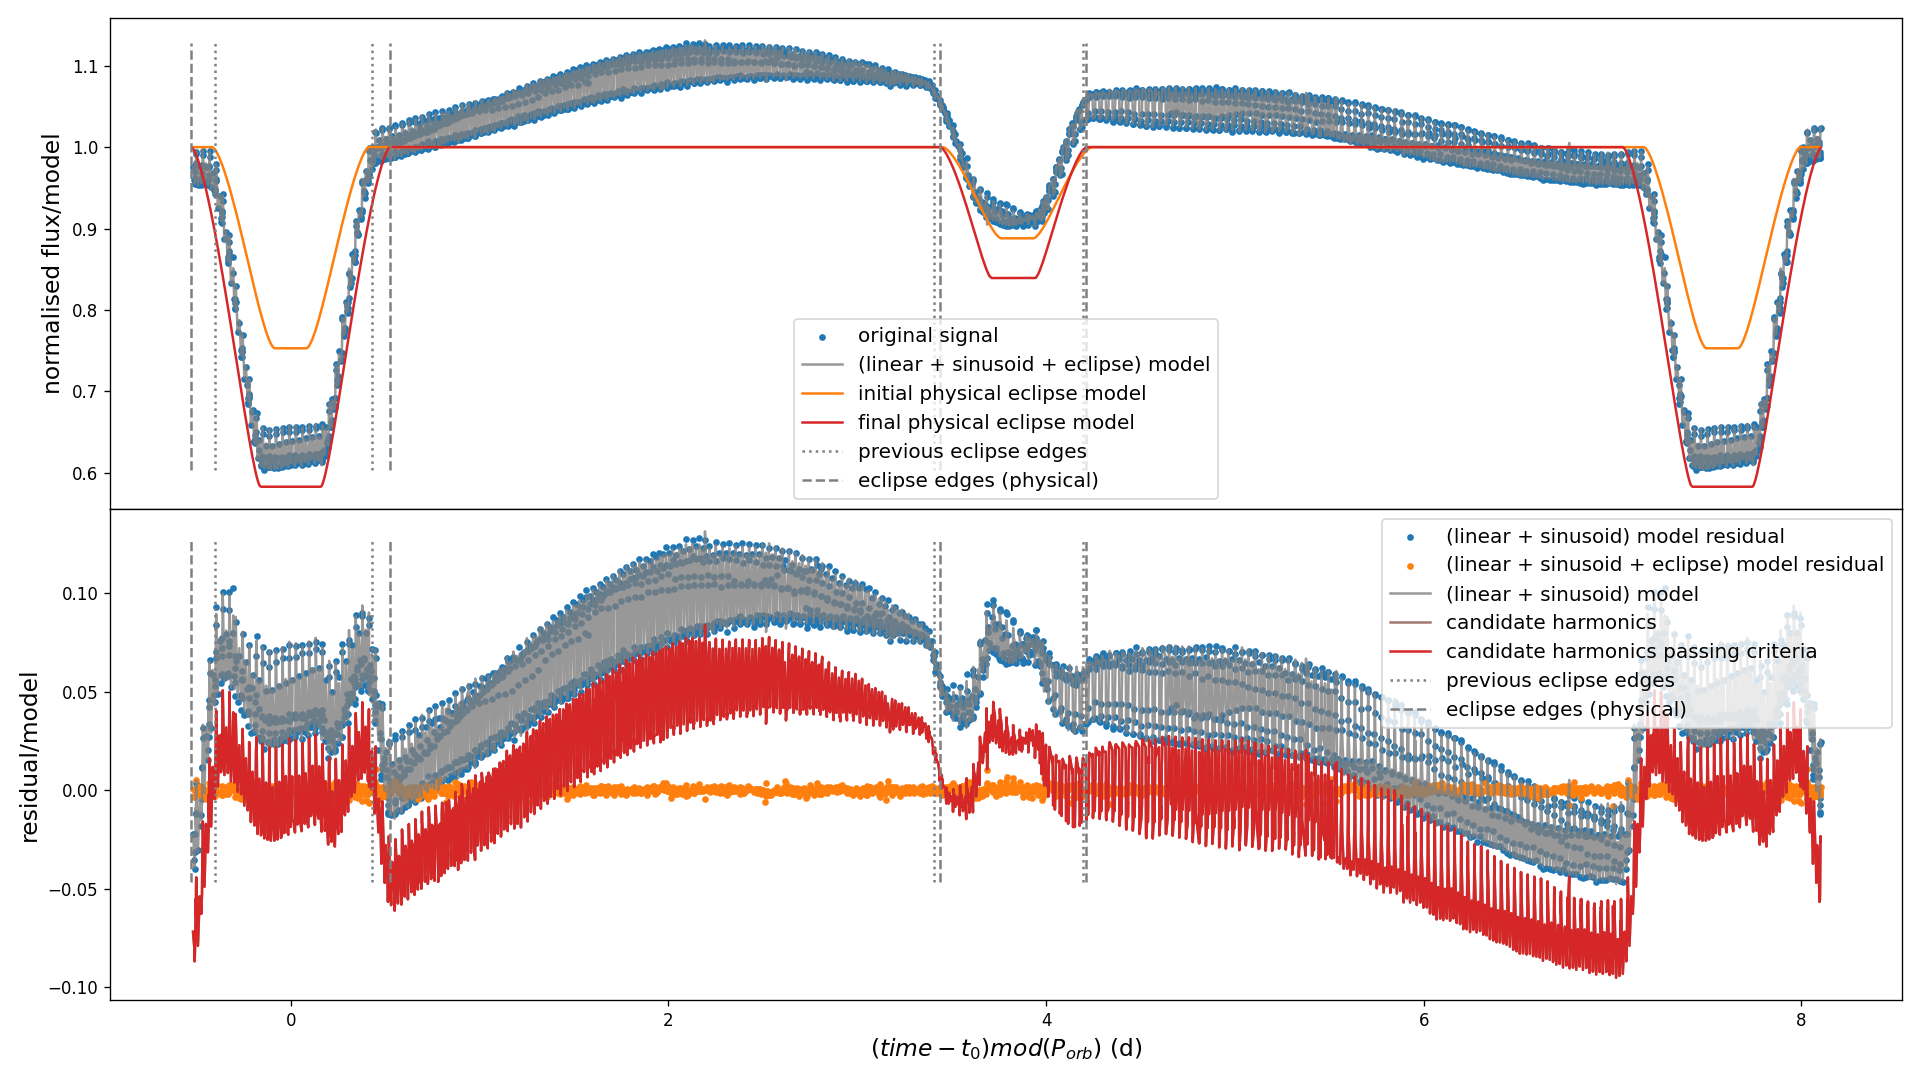 normalised flux/model
1.1
1.0
0.9
0.8
0.7
0.6
original signal
(linear + sinusoid + eclipse) model
initial physical eclipse model
final physical eclipse model
previous eclipse edges
eclipse edges (physical)
residual/model
0.10
0.05
0.00
−0.05
−0.10
(linear + sinusoid) model residual
(linear + sinusoid + eclipse) model residual
(linear + sinusoid) model
candidate harmonics
candidate harmonics passing criteria
previous eclipse edges
eclipse edges (physical)
0 2 4 6 8
(time − t₀)mod(P_orb) (d)